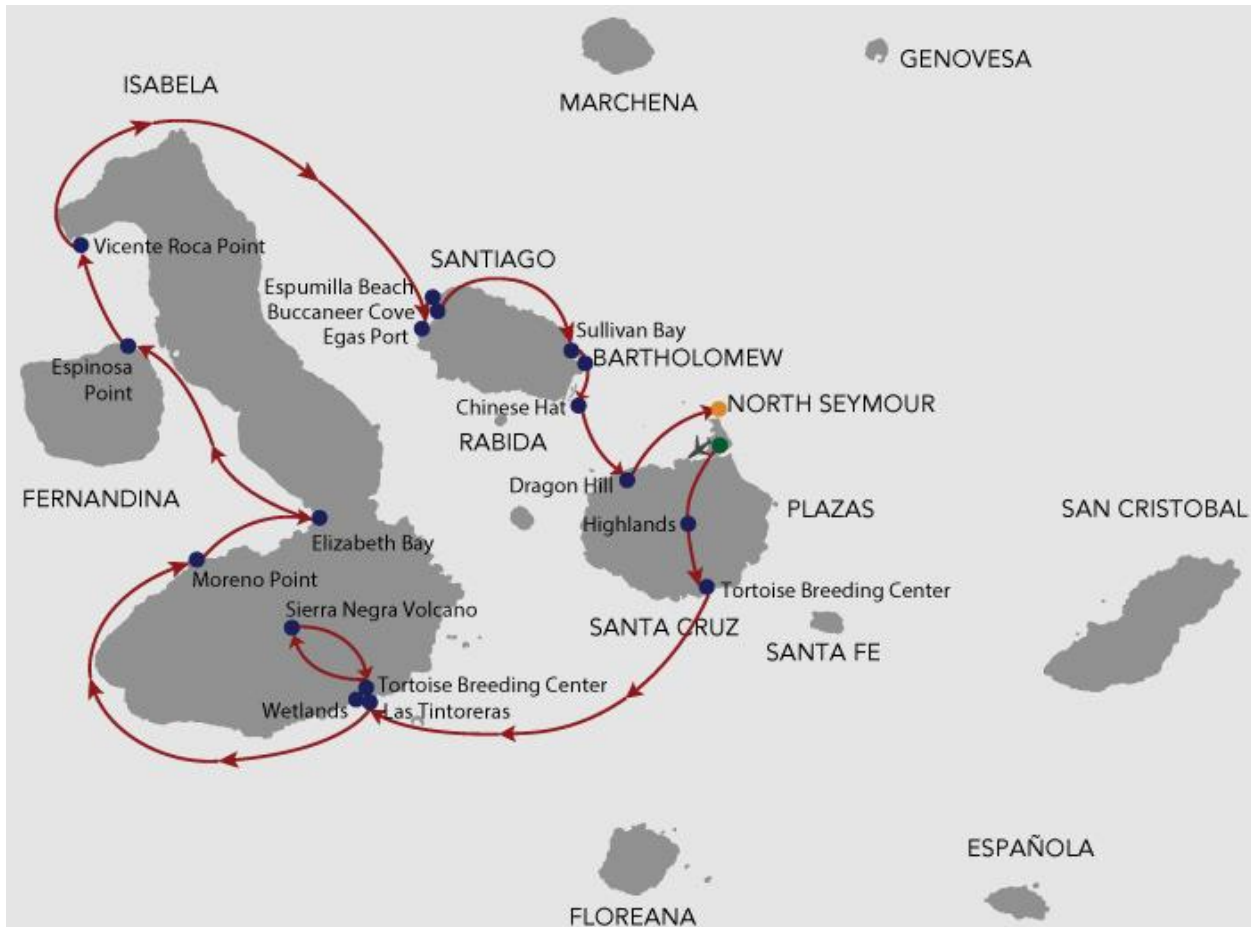 GENOVESA
ISABELA
MARCHENA
Vicente Roca Point
SANTIAGO
Espumilla Beach
Buccaneer Cove
Egas Port
Sullivan Bay
BARTHOLOMEW
Espinosa
Point
Chinese Hat
NORTH SEYMOUR
RABIDA
Dragon Hill
FERNANDINA
PLAZAS
SAN CRISTOBAL
Highlands
Elizabeth Bay
Moreno Point
Tortoise Breeding Center
Sierra Negra Volcano
SANTA CRUZ
SANTA FE
Tortoise Breeding Center
Wetlands
Las Tintoreras
ESPAÑOLA
FLOREANA